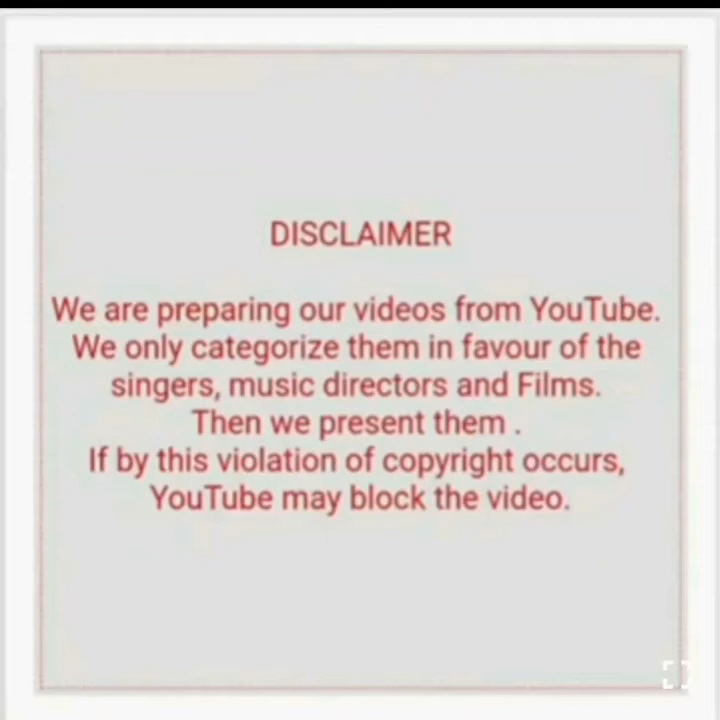 DISCLAIMER
We are preparing our videos from YouTube.
We only categorize them in favour of the
singers, music directors and Films.
Then we present them .
If by this violation of copyright occurs,
YouTube may block the video.